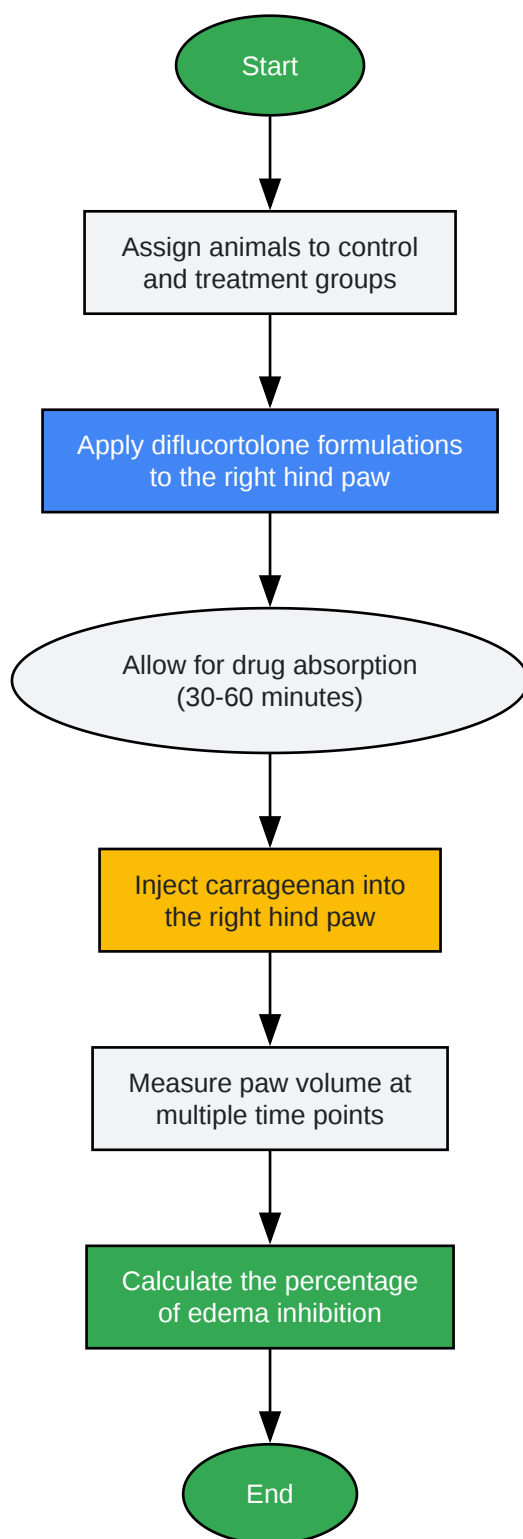 Start
Assign animals to control
and treatment groups
Apply diflucortolone formulations
to the right hind paw
Allow for drug absorption
(30-60 minutes)
Inject carrageenan into
the right hind paw
Measure paw volume at
multiple time points
Calculate the percentage
of edema inhibition
End